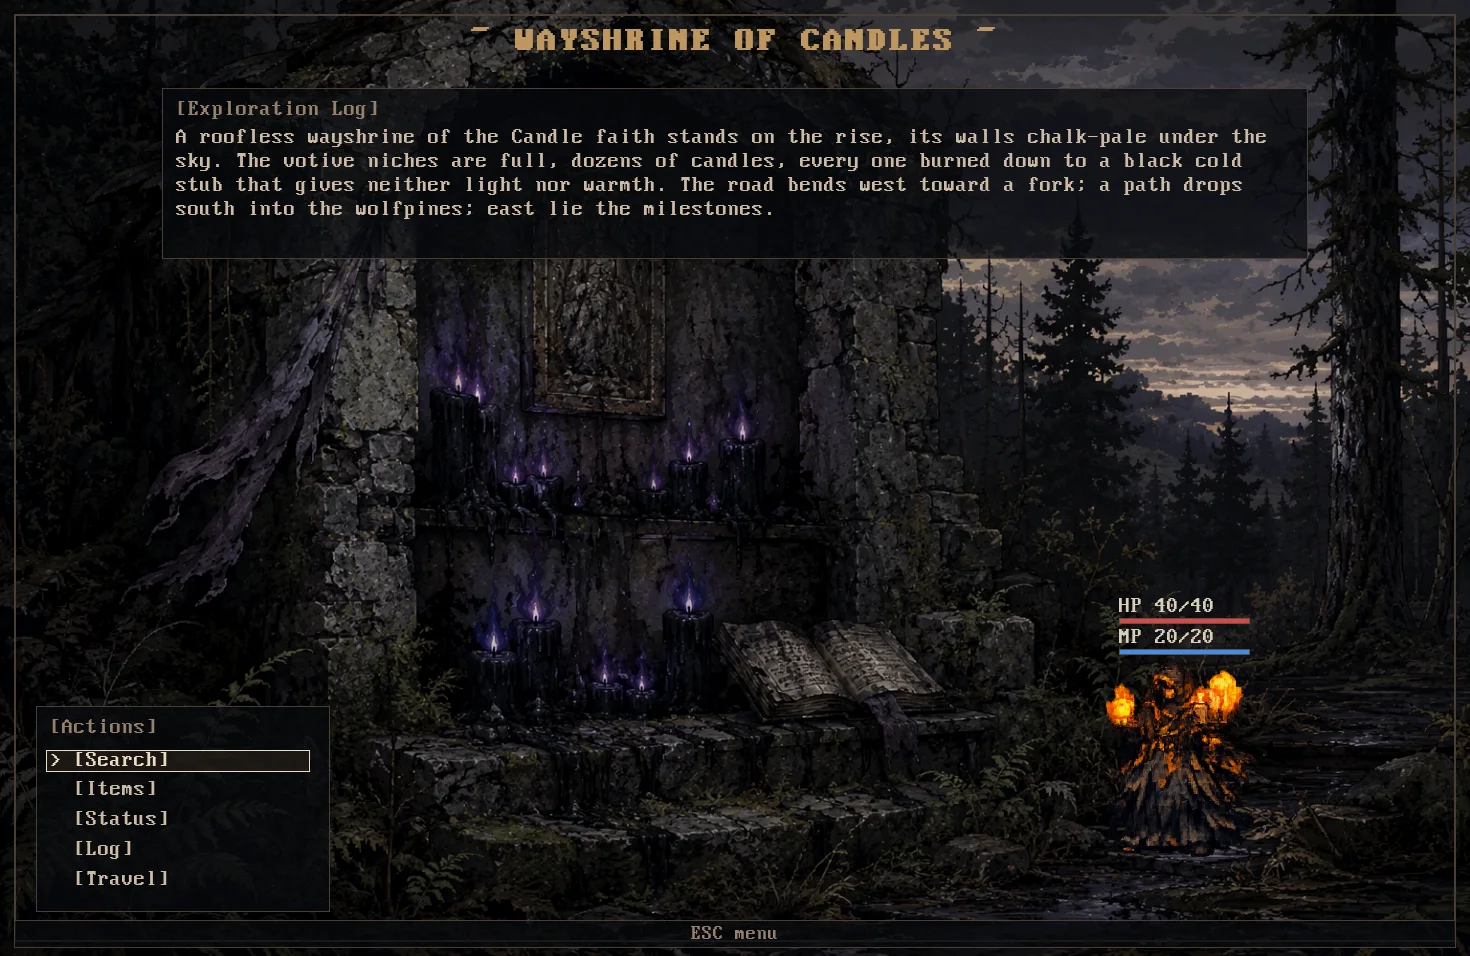 - WAYSHRINE OF CANDLES -
[Exploration Log]
A roofless wayshrine of the Candle faith stands on the rise, its walls chalk-pale under the
sky. The votive niches are full, dozens of candles, every one burned down to a black cold
stub that gives neither light nor warmth. The road bends west toward a fork; a path drops
south into the wolfpines; east lie the milestones.
HP 40/40
MP 20/20
[Actions]
> [Search]
[Items]
[Status]
[Log]
[Travel]
ESC menu